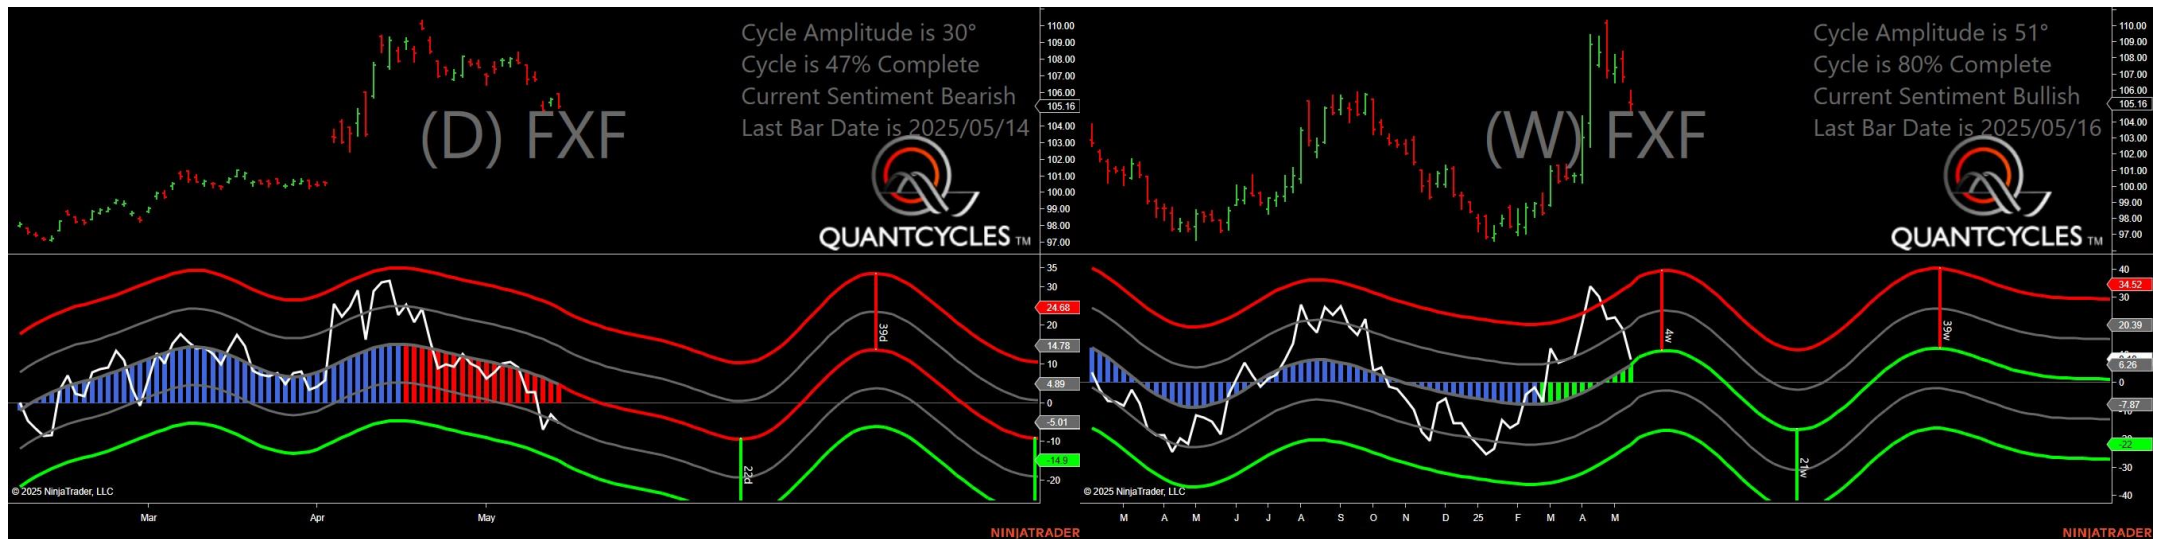 Cycle Amplitude is 30°
Cycle is 47% Complete
Current Sentiment Bearish
Last Bar Date is 2025/05/14
(D) FXF
QUANTCYCLES TM
110.00
109.00
108.00
107.00
106.00
105.16
104.00
103.00
102.00
101.00
100.00
99.00
98.00
97.00
35
30
24.68
20
14.78
10
4.89
0
-5.01
-10
-14.9
-20
39d
22d
© 2025 NinjaTrader, LLC
Mar
Apr
May
NINJATRADER
Cycle Amplitude is 51°
Cycle is 80% Complete
Current Sentiment Bullish
Last Bar Date is 2025/05/16
(W) FXF
QUANTCYCLES TM
110.00
109.00
108.00
107.00
106.00
105.16
104.00
103.00
102.00
101.00
100.00
99.00
98.00
97.00
40
34.52
30
20.39
6.26
0
-7.87
-22
-30
-40
4w
39w
21w
© 2025 NinjaTrader, LLC
M A M J J A S O N D 25 F M A M
NINJATRADER